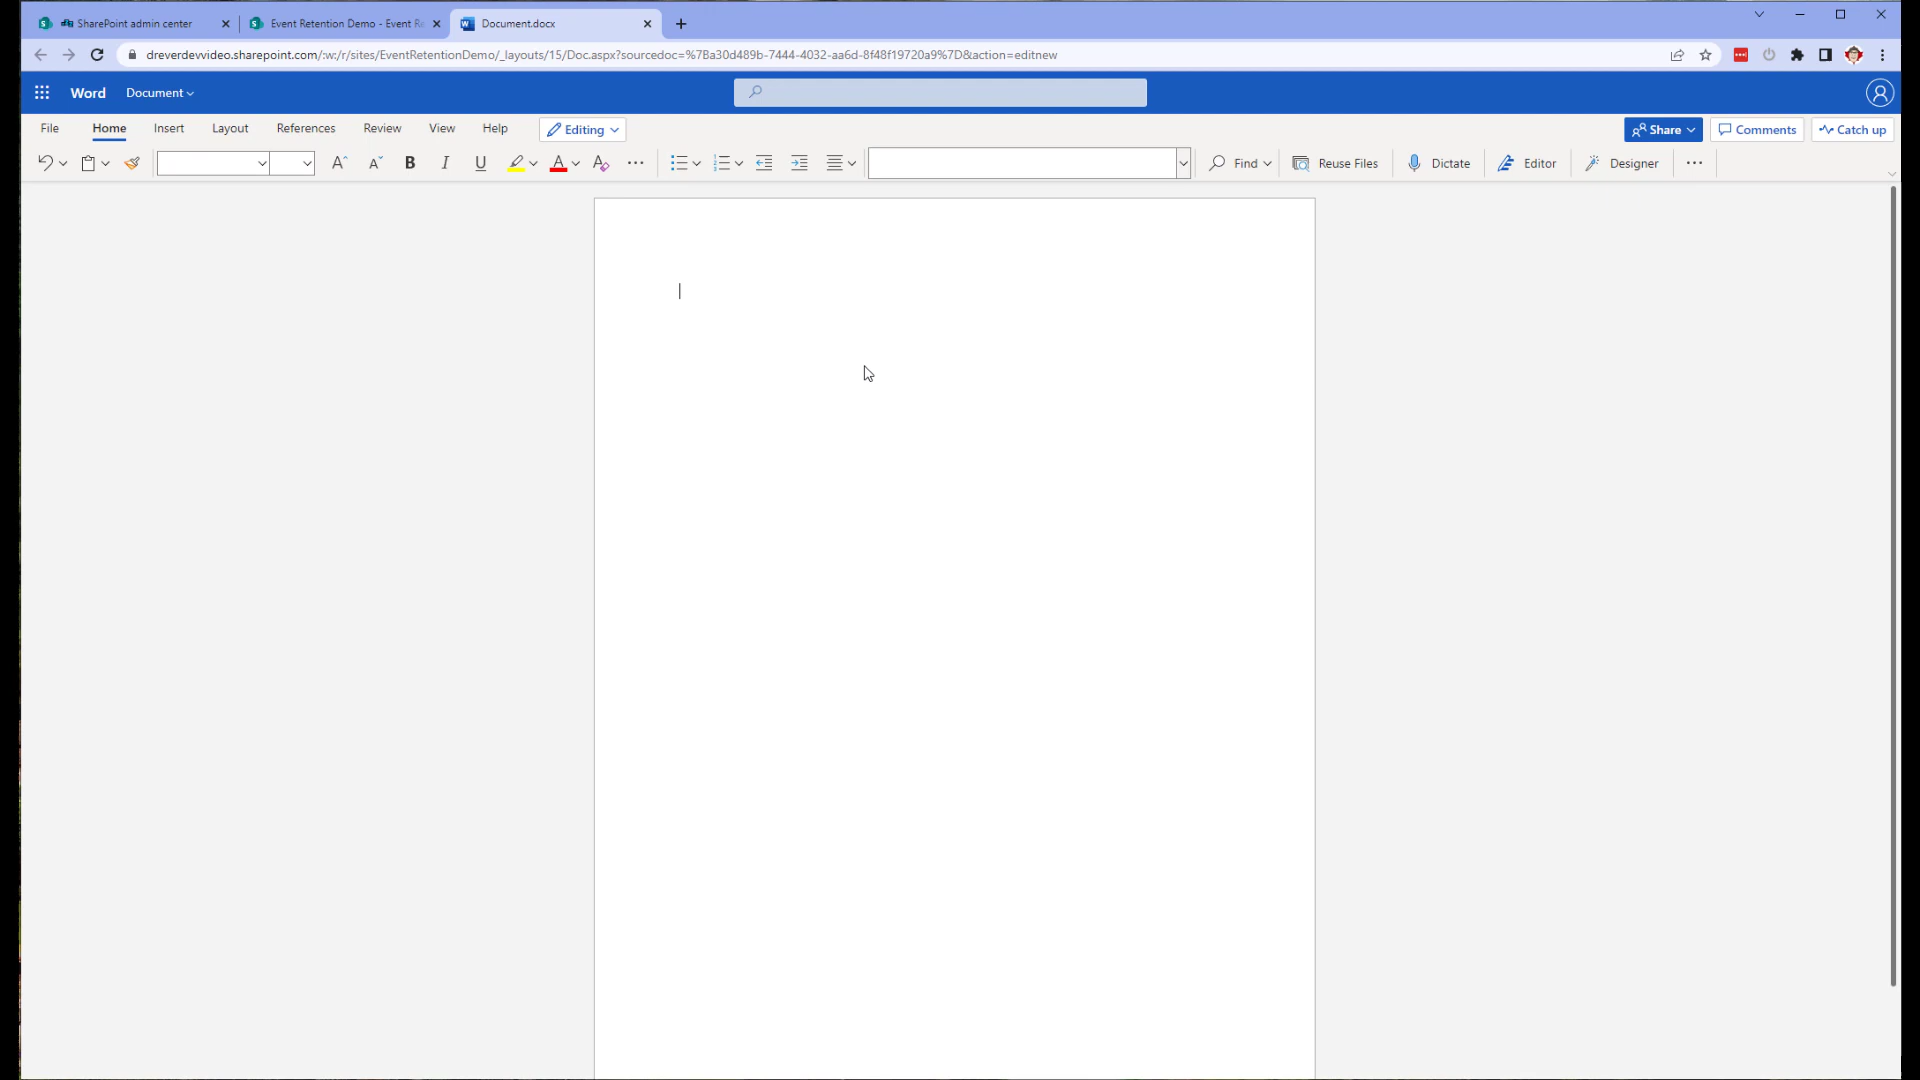 SharePoint admin center
Event Retention Demo - Event Re
Document.docx
dreverdevvideo.sharepoint.com/:w:/r/sites/EventRetentionDemo/_layouts/15/Doc.aspx?sourcedoc=%7Ba30d489b-7444-4032-aa6d-8f48f19720a9%7D&action=editnew
Word Document
File Home Insert Layout References Review View Help Editing Share Comments Catch up
Find Reuse Files Dictate Editor Designer